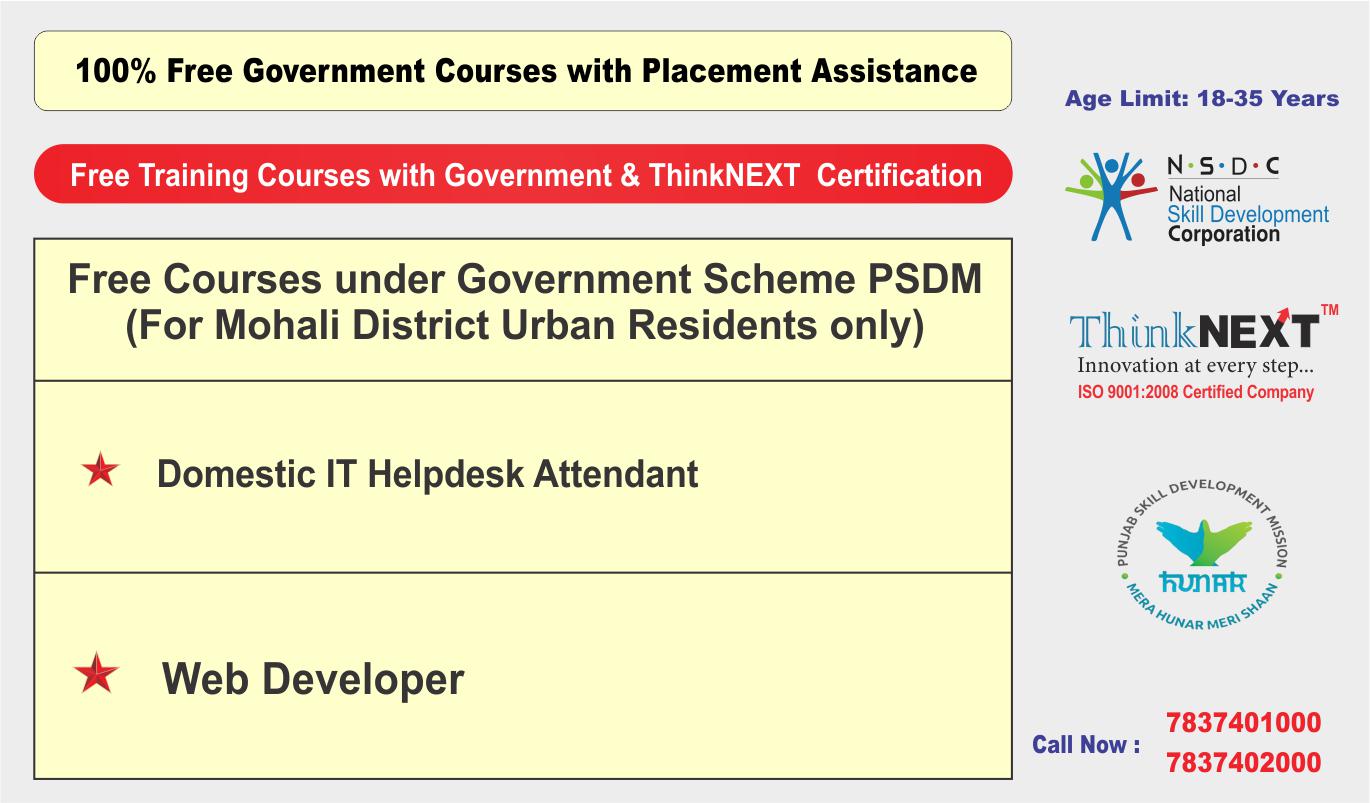 100% Free Government Courses with Placement Assistance
Free Training Courses with Government & ThinkNEXT Certification
Free Courses under Government Scheme PSDM
(For Mohali District Urban Residents only)
Domestic IT Helpdesk Attendant
Web Developer
Age Limit: 18-35 Years
N·S·D·C
National
Skill Development
Corporation
ThinkNEXT™
Innovation at every step...
ISO 9001:2008 Certified Company
PUNJAB SKILL DEVELOPMENT MISSION
HUNAR
MERA HUNAR MERI SHAAN
Call Now :
7837401000
7837402000